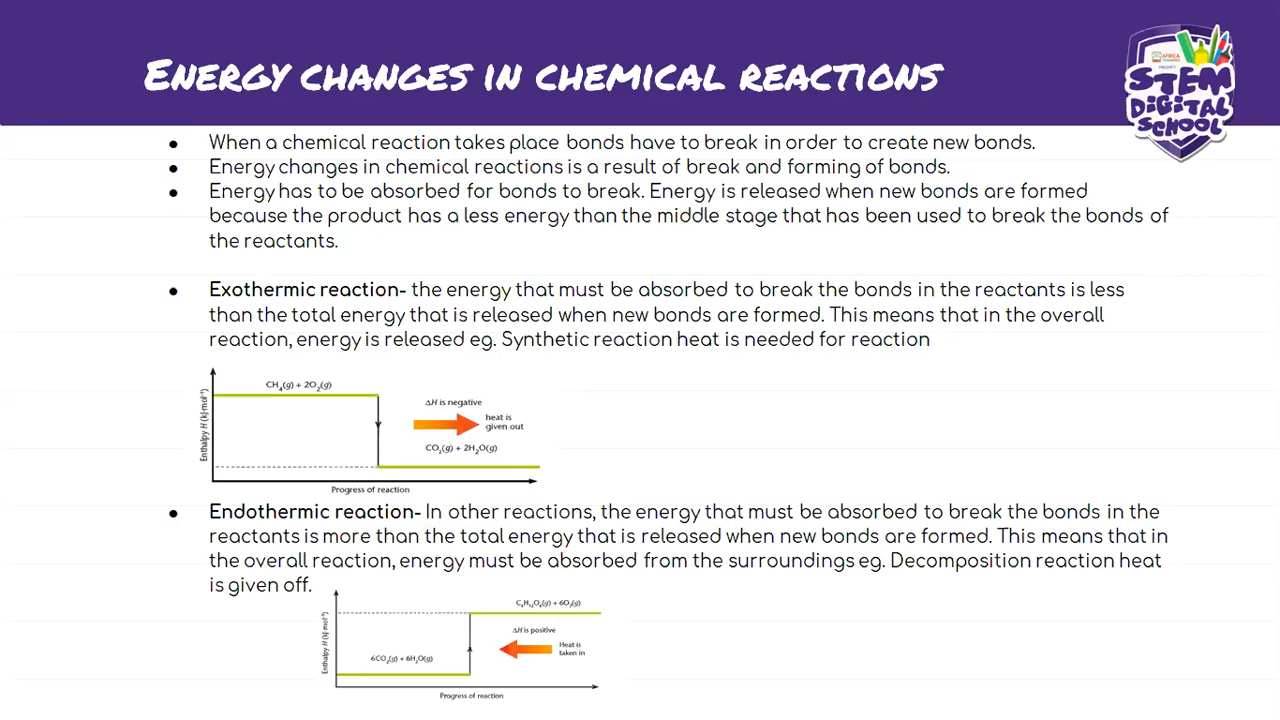 ENERGY CHANGES IN CHEMICAL REACTIONS
AFRICA
PRESENTS
STEM
DIGITAL
SCHOOL
● When a chemical reaction takes place bonds have to break in order to create new bonds.
● Energy changes in chemical reactions is a result of break and forming of bonds.
● Energy has to be absorbed for bonds to break. Energy is released when new bonds are formed
because the product has a less energy than the middle stage that has been used to break the bonds of
the reactants.
● Exothermic reaction- the energy that must be absorbed to break the bonds in the reactants is less
than the total energy that is released when new bonds are formed. This means that in the overall
reaction, energy is released eg. Synthetic reaction heat is needed for reaction
Enthalpy H (kJ·mol⁻¹)
CH₄(g) + 2O₂(g)
ΔH is negative
heat is
given out
CO₂(g) + 2H₂O(g)
Progress of reaction
● Endothermic reaction- In other reactions, the energy that must be absorbed to break the bonds in the
reactants is more than the total energy that is released when new bonds are formed. This means that in
the overall reaction, energy must be absorbed from the surroundings eg. Decomposition reaction heat
is given off.
Enthalpy H (kJ·mol⁻¹)
C₆H₁₂O₆(g) + 6O₂(g)
ΔH is positive
Heat is
taken in
6CO₂(g) + 6H₂O(g)
Progress of reaction